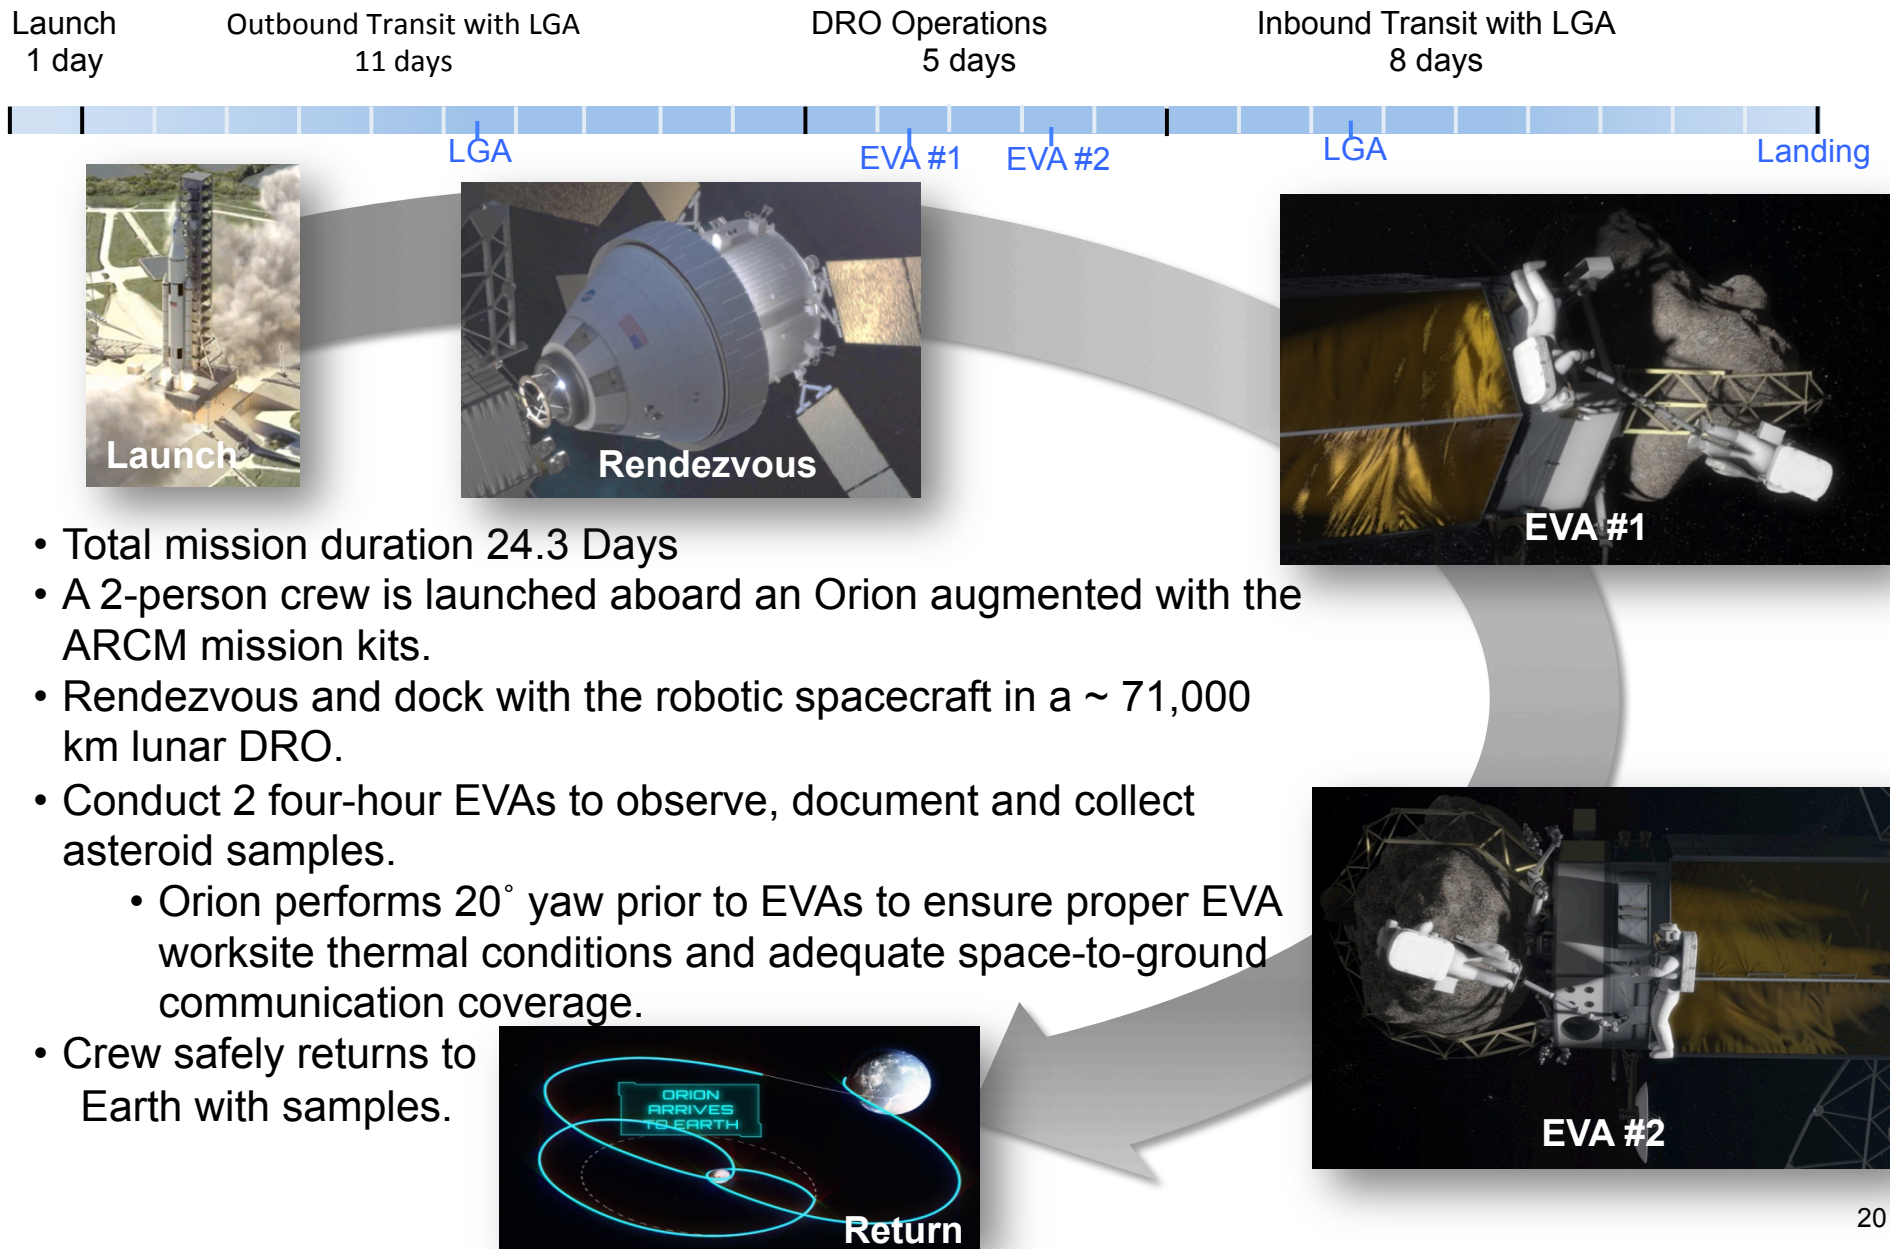 Launch
1 day
Outbound Transit with LGA
11 days
DRO Operations
5 days
Inbound Transit with LGA
8 days
LGA
EVA #1
EVA #2
LGA
Landing
Launch
Rendezvous
EVA #1
• Total mission duration 24.3 Days
• A 2-person crew is launched aboard an Orion augmented with the
ARCM mission kits.
• Rendezvous and dock with the robotic spacecraft in a ~ 71,000
km lunar DRO.
• Conduct 2 four-hour EVAs to observe, document and collect
asteroid samples.
• Orion performs 20˚ yaw prior to EVAs to ensure proper EVA
worksite thermal conditions and adequate space-to-ground
communication coverage.
• Crew safely returns to
Earth with samples.
ORION
ARRIVES
TO EARTH
Return
EVA #2
20